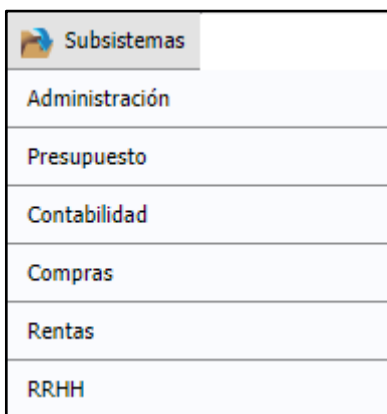 Subsistemas
Administración
Presupuesto
Contabilidad
Compras
Rentas
RRHH